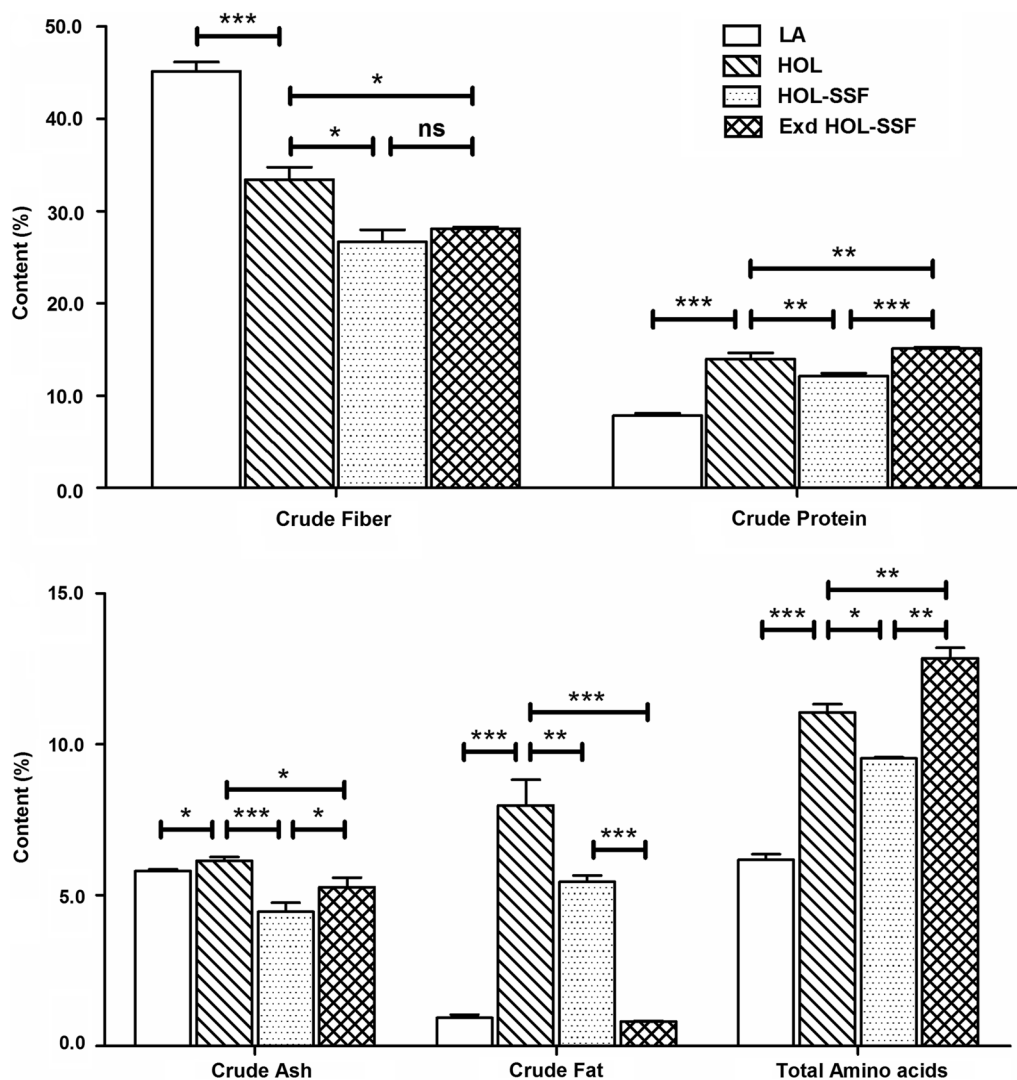 50.0
40.0
30.0
20.0
10.0
0.0
Content (%)
LA
HOL
HOL-SSF
Exd HOL-SSF
***
*
*
ns
**
***
**
***
Crude Fiber
Crude Protein
15.0
10.0
5.0
0.0
Content (%)
**
***
*
**
***
***
**
***
*
*
***
*
Crude Ash
Crude Fat
Total Amino acids